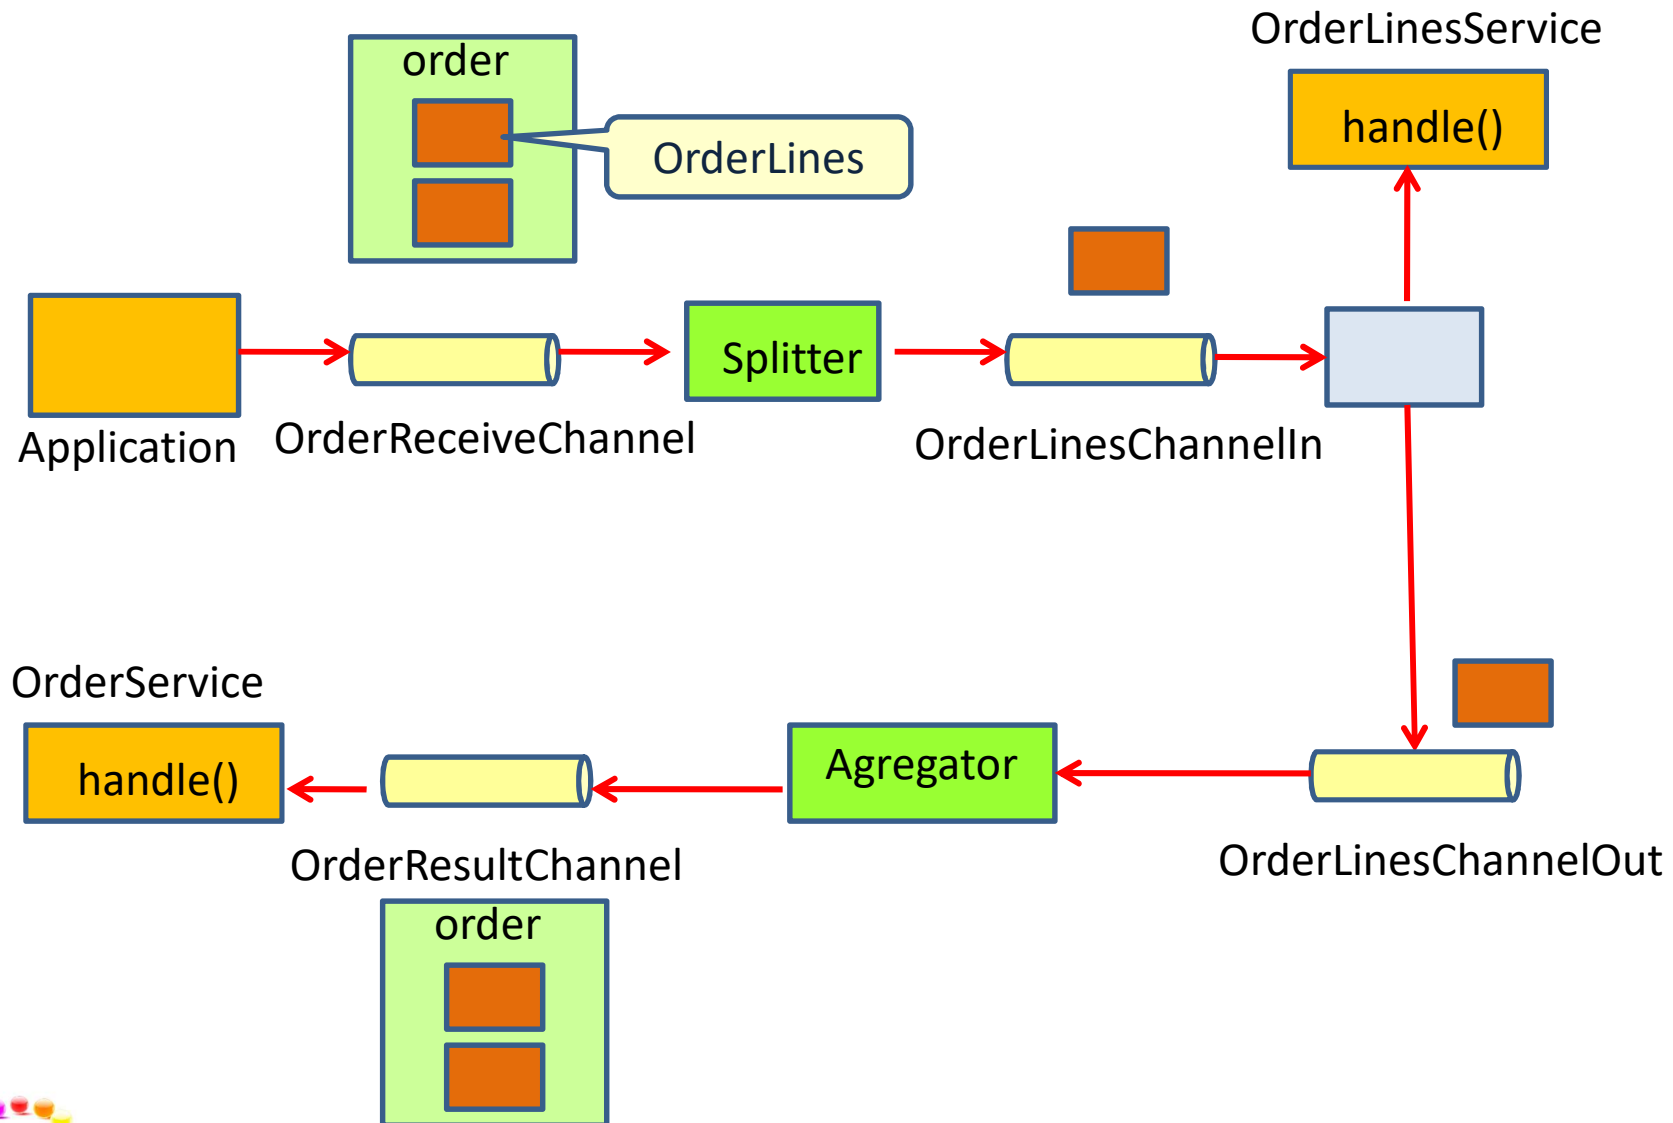 OrderLinesService
order
handle()
OrderLines
Splitter
Application
OrderReceiveChannel
OrderLinesChannelIn
OrderService
handle()
Agregator
OrderResultChannel
OrderLinesChannelOut
order